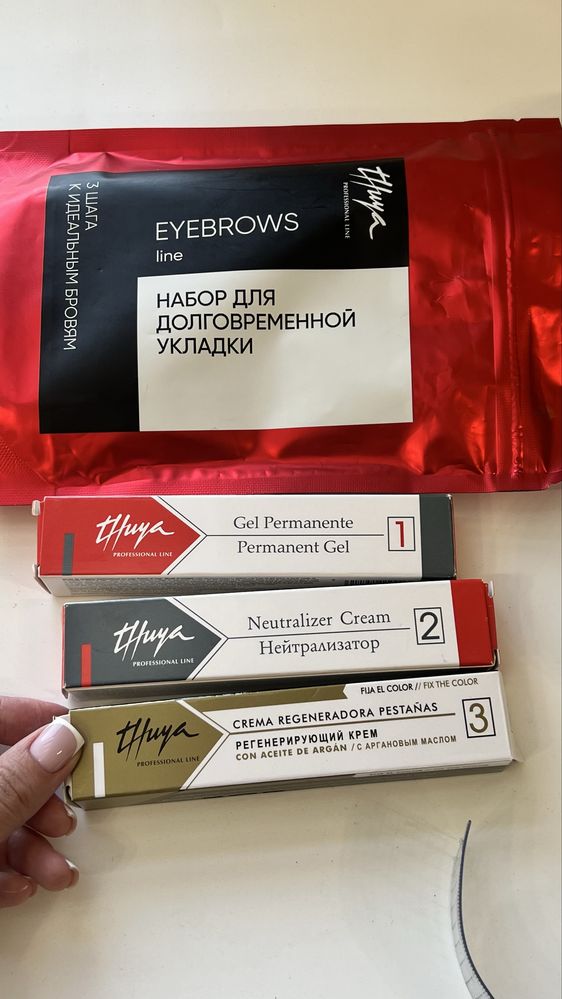 thuya
PROFESSIONAL LINE
3 ШАГА
К ИДЕАЛЬНЫМ БРОВЯМ
EYEBROWS
line
НАБОР ДЛЯ
ДОЛГОВРЕМЕННОЙ
УКЛАДКИ
thuya
PROFESSIONAL LINE
Gel Permanente
Permanent Gel
1
thuya
PROFESSIONAL LINE
Neutralizer Cream
Нейтрализатор
2
thuya
PROFESSIONAL LINE
FIJA EL COLOR // FIX THE COLOR
CREMA REGENERADORA PESTAÑAS
РЕГЕНЕРИРУЮЩИЙ КРЕМ
CON ACEITE DE ARGÁN / С АРГАНОВЫМ МАСЛОМ
3